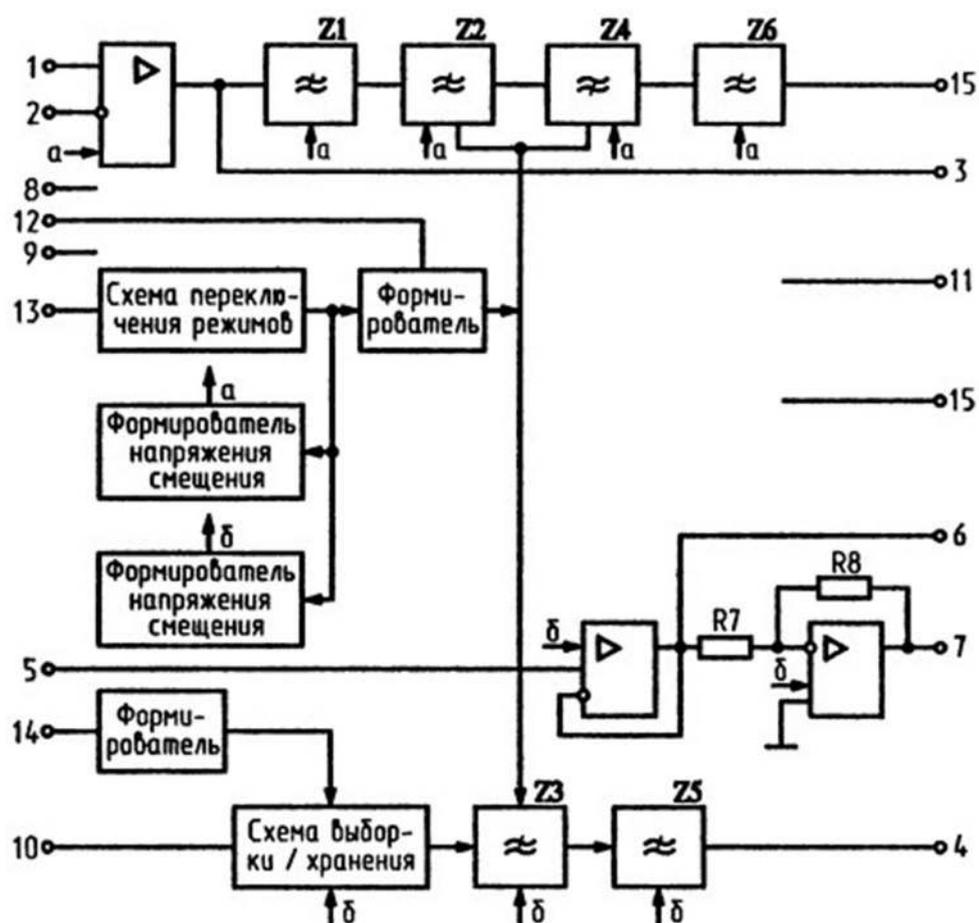 Z1 Z2 Z4 Z6
1
2
а
15
а а а а
3
8
12
9
11
13
Схема переклю-
чения режимов
Форми-
рователь
а
15
Формирователь
напряжения
смещения
б
6
Формирователь
напряжения
смещения
R8
R7
б
7
5
б
14
Форми-
рователь
Z3 Z5
10
Схема выбор-
ки / хранения
4
б б б